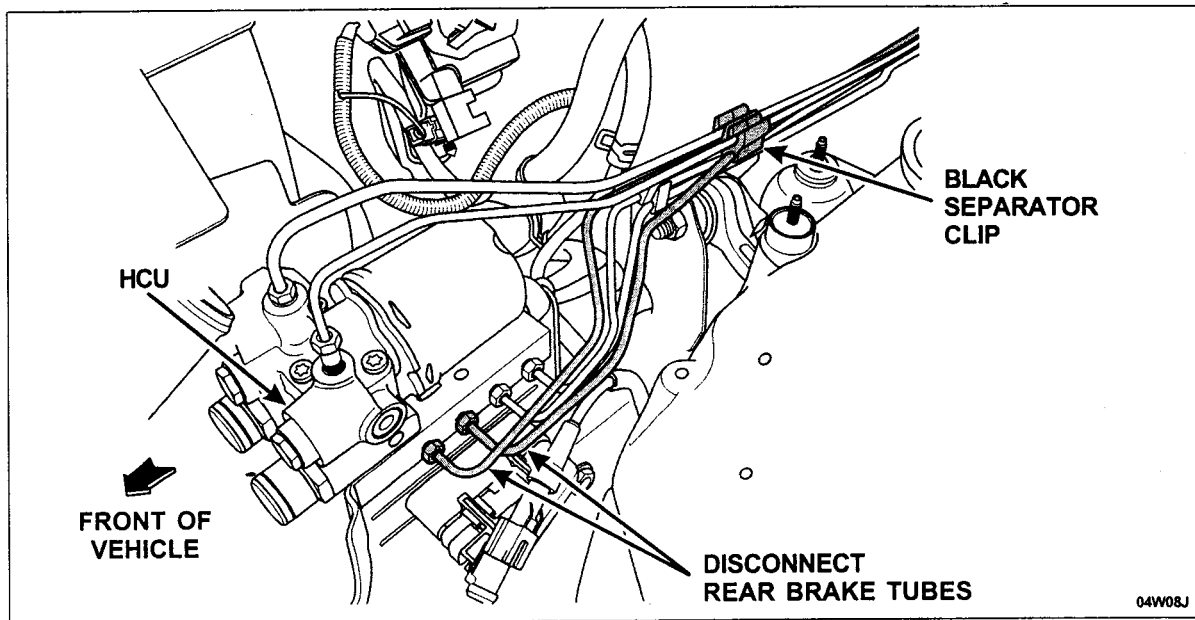 BLACK
SEPARATOR
CLIP
HCU
FRONT OF
VEHICLE
DISCONNECT
REAR BRAKE TUBES
04W08J